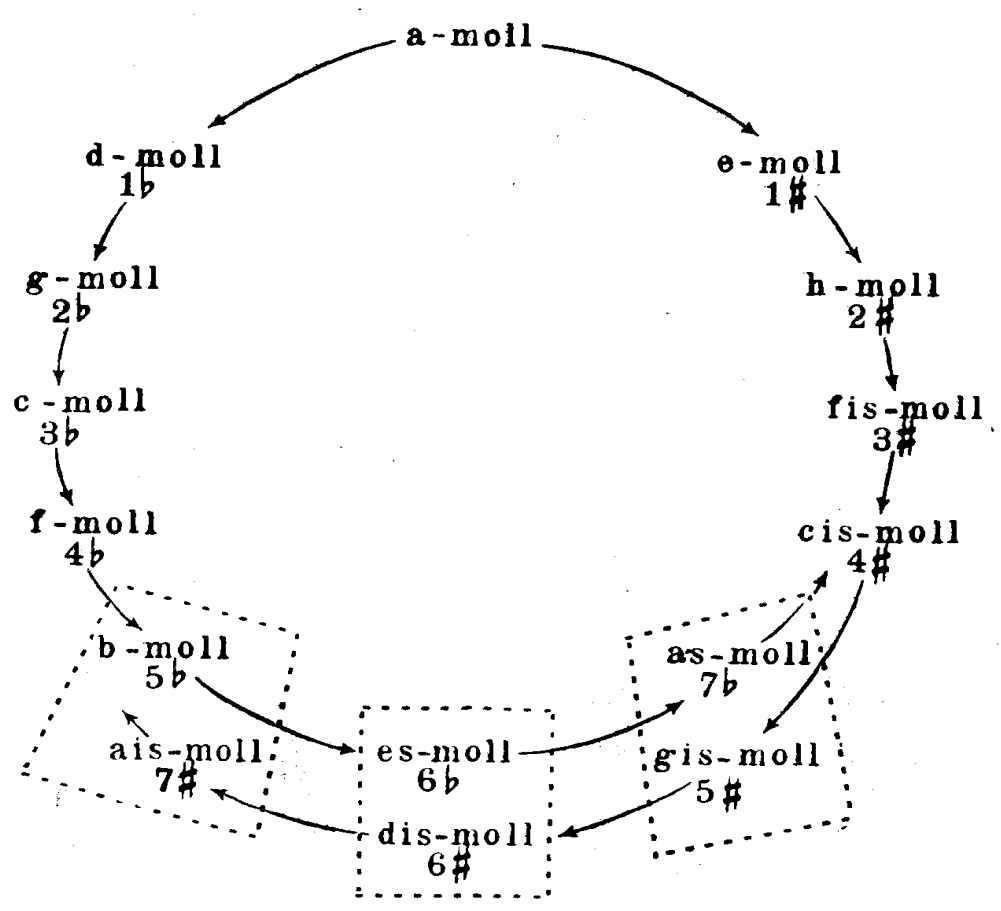 a-moll
d-moll
1♭
e-moll
1♯
g-moll
2♭
h-moll
2♯
c-moll
3♭
fis-moll
3♯
f-moll
4♭
cis-moll
4♯
b-moll
5♭
as-moll
7♭
ais-moll
7♯
es-moll
6♭
gis-moll
5♯
dis-moll
6♯